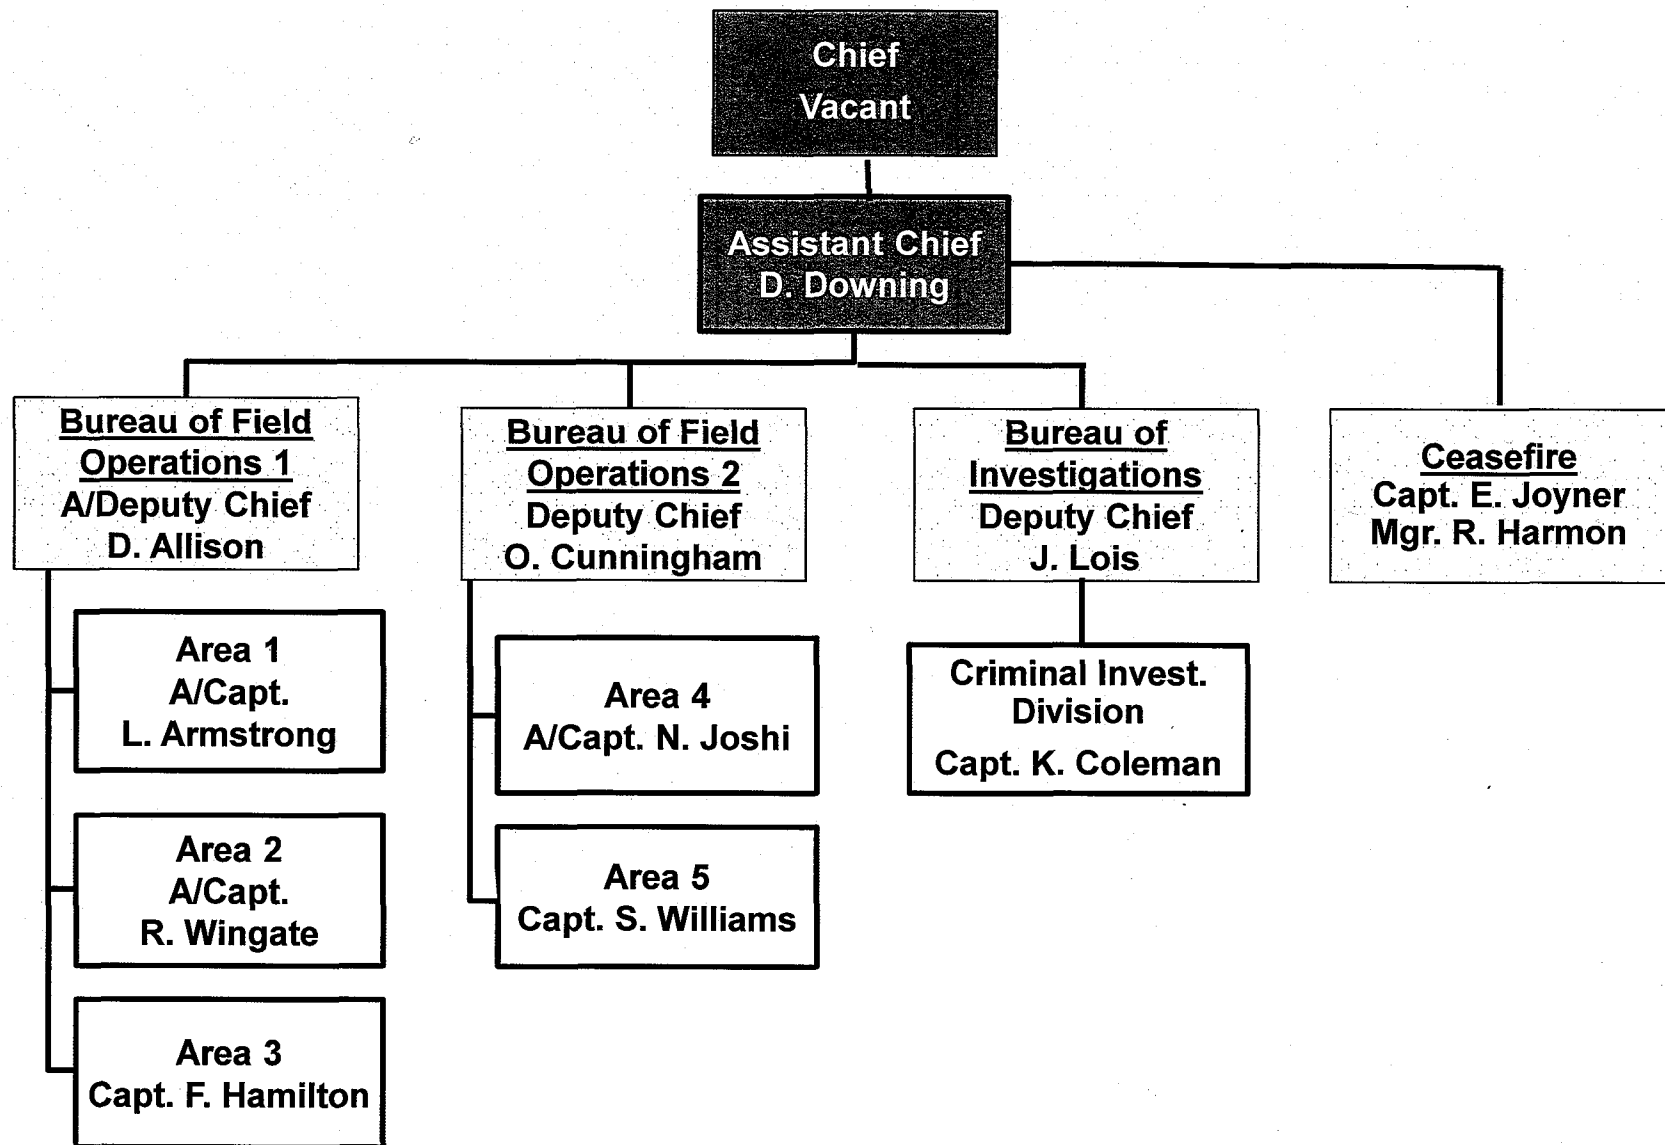 Chief
Vacant
Assistant Chief
D. Downing
Bureau of Field
Operations 1
A/Deputy Chief
D. Allison
Bureau of Field
Operations 2
Deputy Chief
O. Cunningham
Bureau of
Investigations
Deputy Chief
J. Lois
Ceasefire
Capt. E. Joyner
Mgr. R. Harmon
Area 1
A/Capt.
L. Armstrong
Area 2
A/Capt.
R. Wingate
Area 3
Capt. F. Hamilton
Area 4
A/Capt. N. Joshi
Area 5
Capt. S. Williams
Criminal Invest.
Division
Capt. K. Coleman